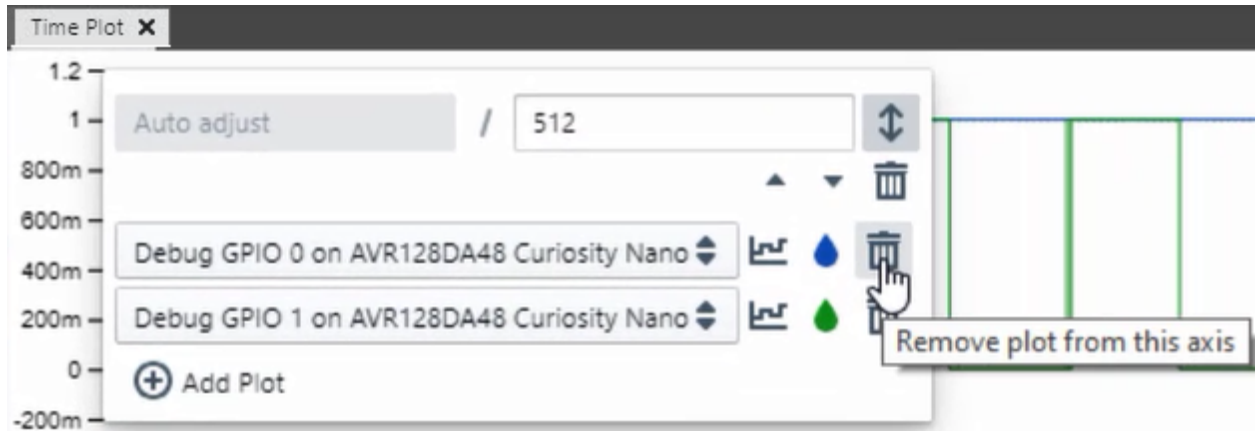 Time Plot
1.2
1
Auto adjust / 512
800m
600m
Debug GPIO 0 on AVR128DA48 Curiosity Nano
400m
200m
Debug GPIO 1 on AVR128DA48 Curiosity Nano
Remove plot from this axis
0
Add Plot
-200m